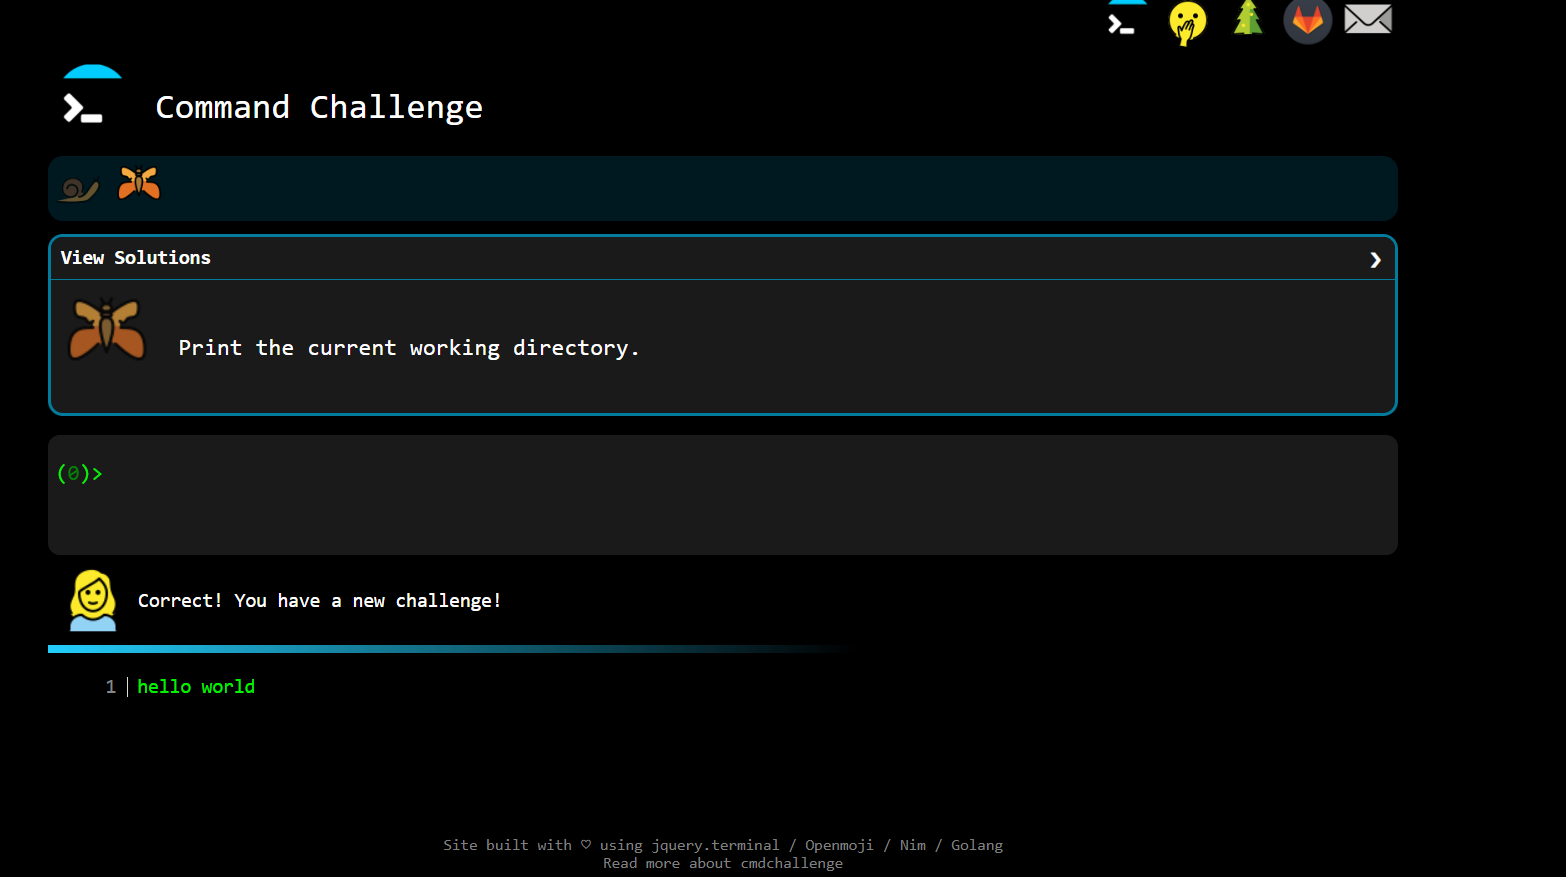 Command Challenge
View Solutions
Print the current working directory.
(0)>
Correct! You have a new challenge!
1 hello world
Site built with ♡ using jquery.terminal / Openmoji / Nim / Golang
Read more about cmdchallenge